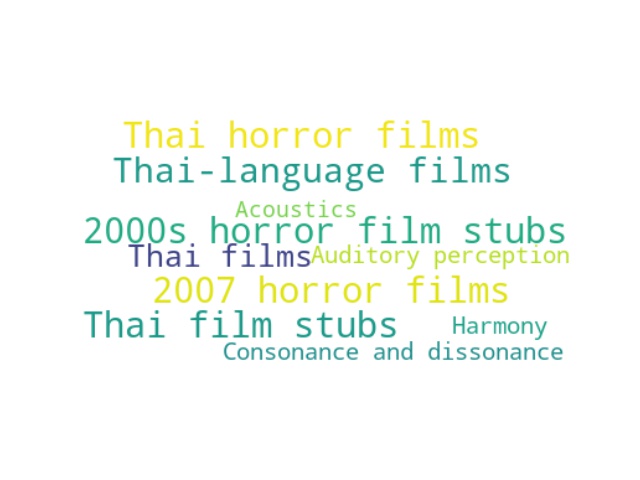 Thai horror films
Thai-language films
Acoustics
2000s horror film stubs
Thai films
Auditory perception
2007 horror films
Thai film stubs
Harmony
Consonance and dissonance